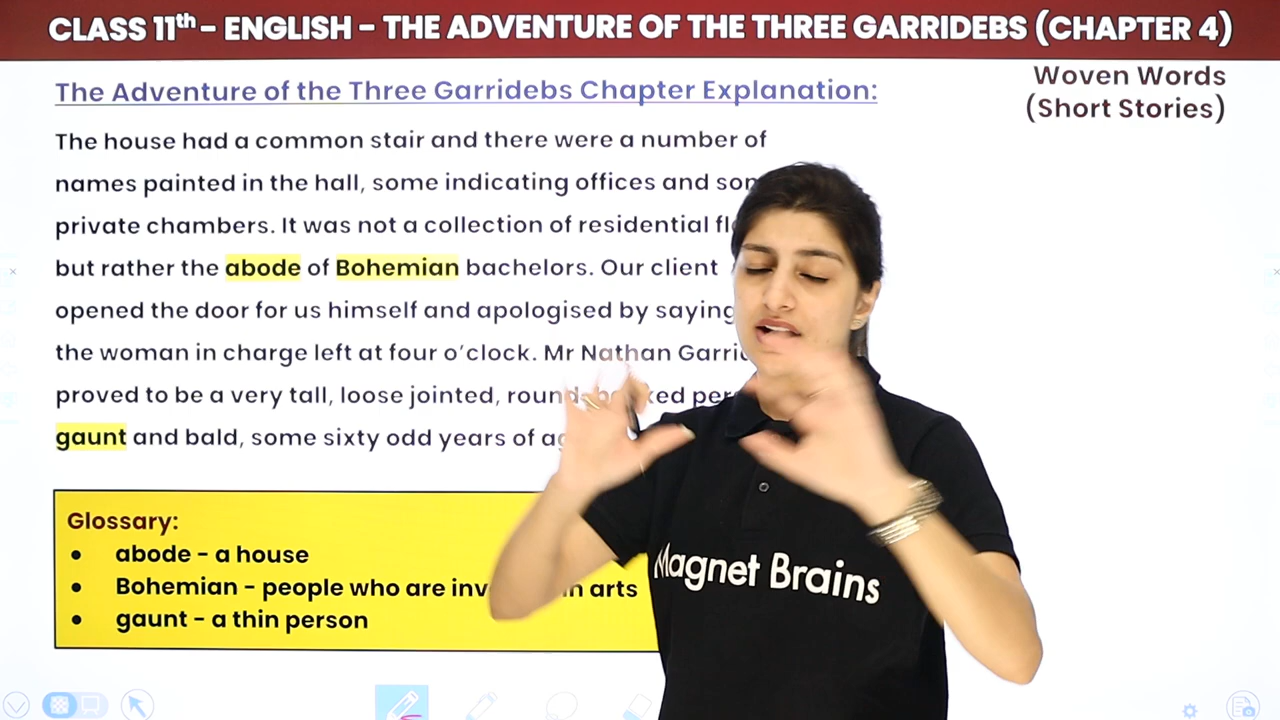 CLASS 11th - ENGLISH - THE ADVENTURE OF THE THREE GARRIDEBS (CHAPTER 4)
Woven Words
(Short Stories)
The Adventure of the Three Garridebs Chapter Explanation:
The house had a common stair and there were a number of
names painted in the hall, some indicating offices and
private chambers. It was not a collection of residential
but rather the abode of Bohemian bachelors. Our client
opened the door for us himself and apologised by saying
the woman in charge left at four o'clock. Mr Nathan
proved to be a very tall, loose jointed,
gaunt and bald, some sixty odd years of
Glossary:
• abode - a house
• Bohemian - people who are in arts
• gaunt - a thin person
Magnet Brains